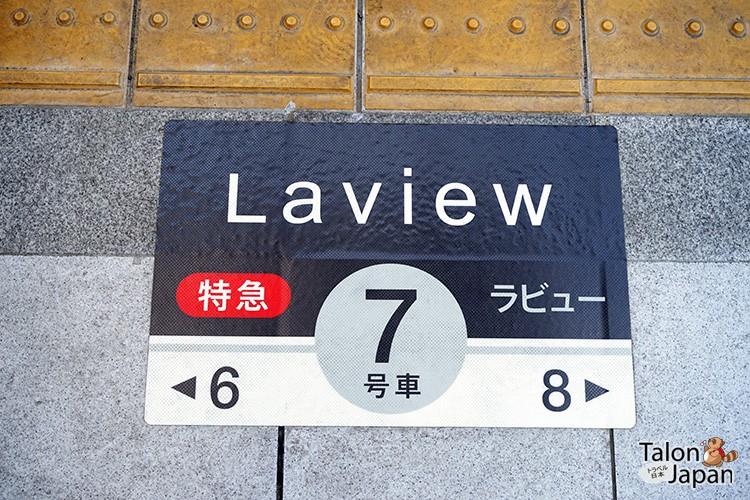 Laview
特急
7
号車
ラビュー
◀6
8▶
Talon
トラベル
日本
Japan